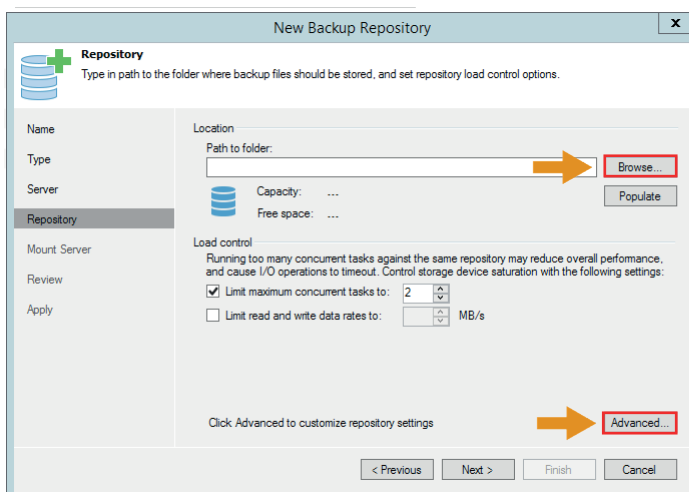 New Backup Repository
x
Repository
Type in path to the folder where backup files should be stored, and set repository load control options.
Name
Type
Server
Repository
Mount Server
Review
Apply
Location
Path to folder:
Browse...
Capacity: ---
Free space: ---
Populate
Load control
Running too many concurrent tasks against the same repository may reduce overall performance,
and cause I/O operations to timeout. Control storage device saturation with the following settings:
Limit maximum concurrent tasks to: 2
Limit read and write data rates to: MB/s
Click Advanced to customize repository settings
Advanced...
< Previous
Next >
Finish
Cancel